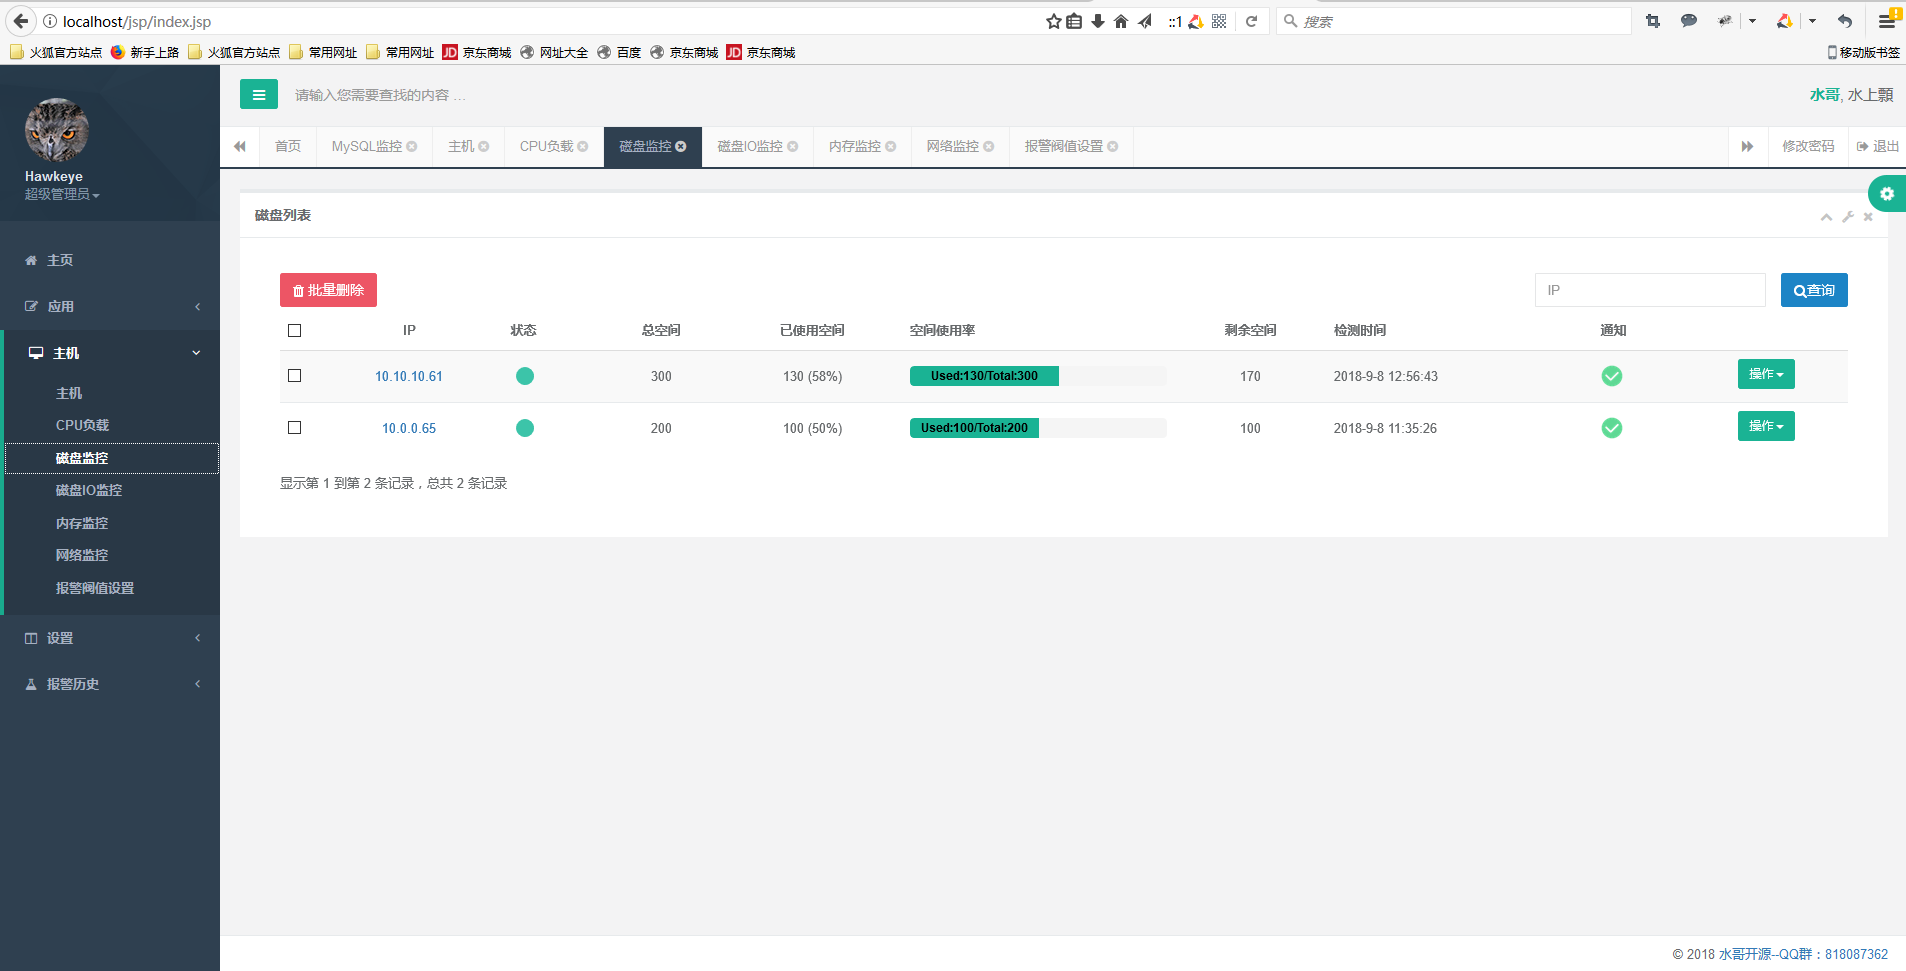 localhost/jsp/index.jsp
::1
搜索
火狐官方站点
新手上路
火狐官方站点
常用网址
常用网址
JD 京东商城
网址大全
百度
京东商城
JD 京东商城
移动版书签
Hawkeye
超级管理员
主页
应用
主机
主机
CPU负载
磁盘监控
磁盘IO监控
内存监控
网络监控
报警阀值设置
设置
报警历史
请输入您需要查找的内容 …
水哥, 水上顥
首页
MySQL监控
主机
CPU负载
磁盘监控
磁盘IO监控
内存监控
网络监控
报警阀值设置
修改密码
退出
磁盘列表
批量删除
IP
查询
IP 状态 总空间 已使用空间 空间使用率 剩余空间 检测时间 通知
10.10.10.61 300 130 (58%) Used:130/Total:300 170 2018-9-8 12:56:43 操作
10.0.0.65 200 100 (50%) Used:100/Total:200 100 2018-9-8 11:35:26 操作
显示第 1 到第 2 条记录，总共 2 条记录
© 2018 水哥开源--QQ群：818087362